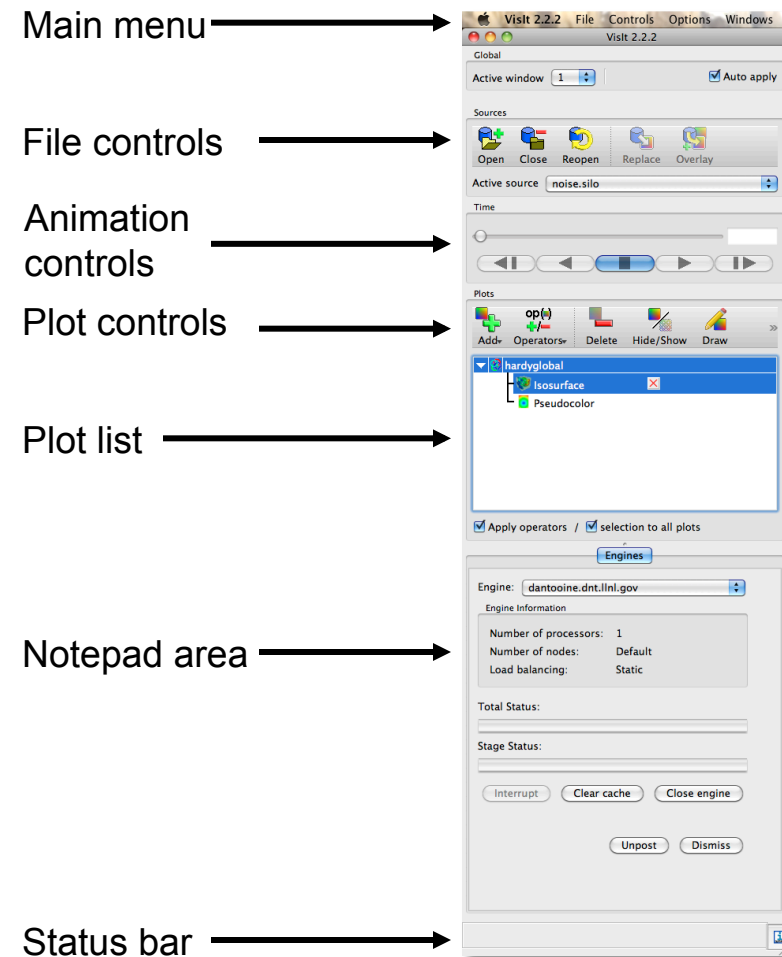 Main menu
VisIt 2.2.2 File Controls Options Windows
VisIt 2.2.2
Global
Active window 1 Auto apply
Sources
File controls
Open Close Reopen Replace Overlay
Active source noise.silo
Time
Animation
controls
Plots
Plot controls
op(=)
+/-
Add▾ Operators▾ Delete Hide/Show Draw »
hardyglobal
Isosurface
Pseudocolor
Plot list
Apply operators / selection to all plots
Engines
Engine: dantooine.dnt.llnl.gov
Engine Information
Number of processors: 1
Notepad area
Number of nodes: Default
Load balancing: Static
Total Status:
Stage Status:
Interrupt Clear cache Close engine
Unpost Dismiss
Status bar